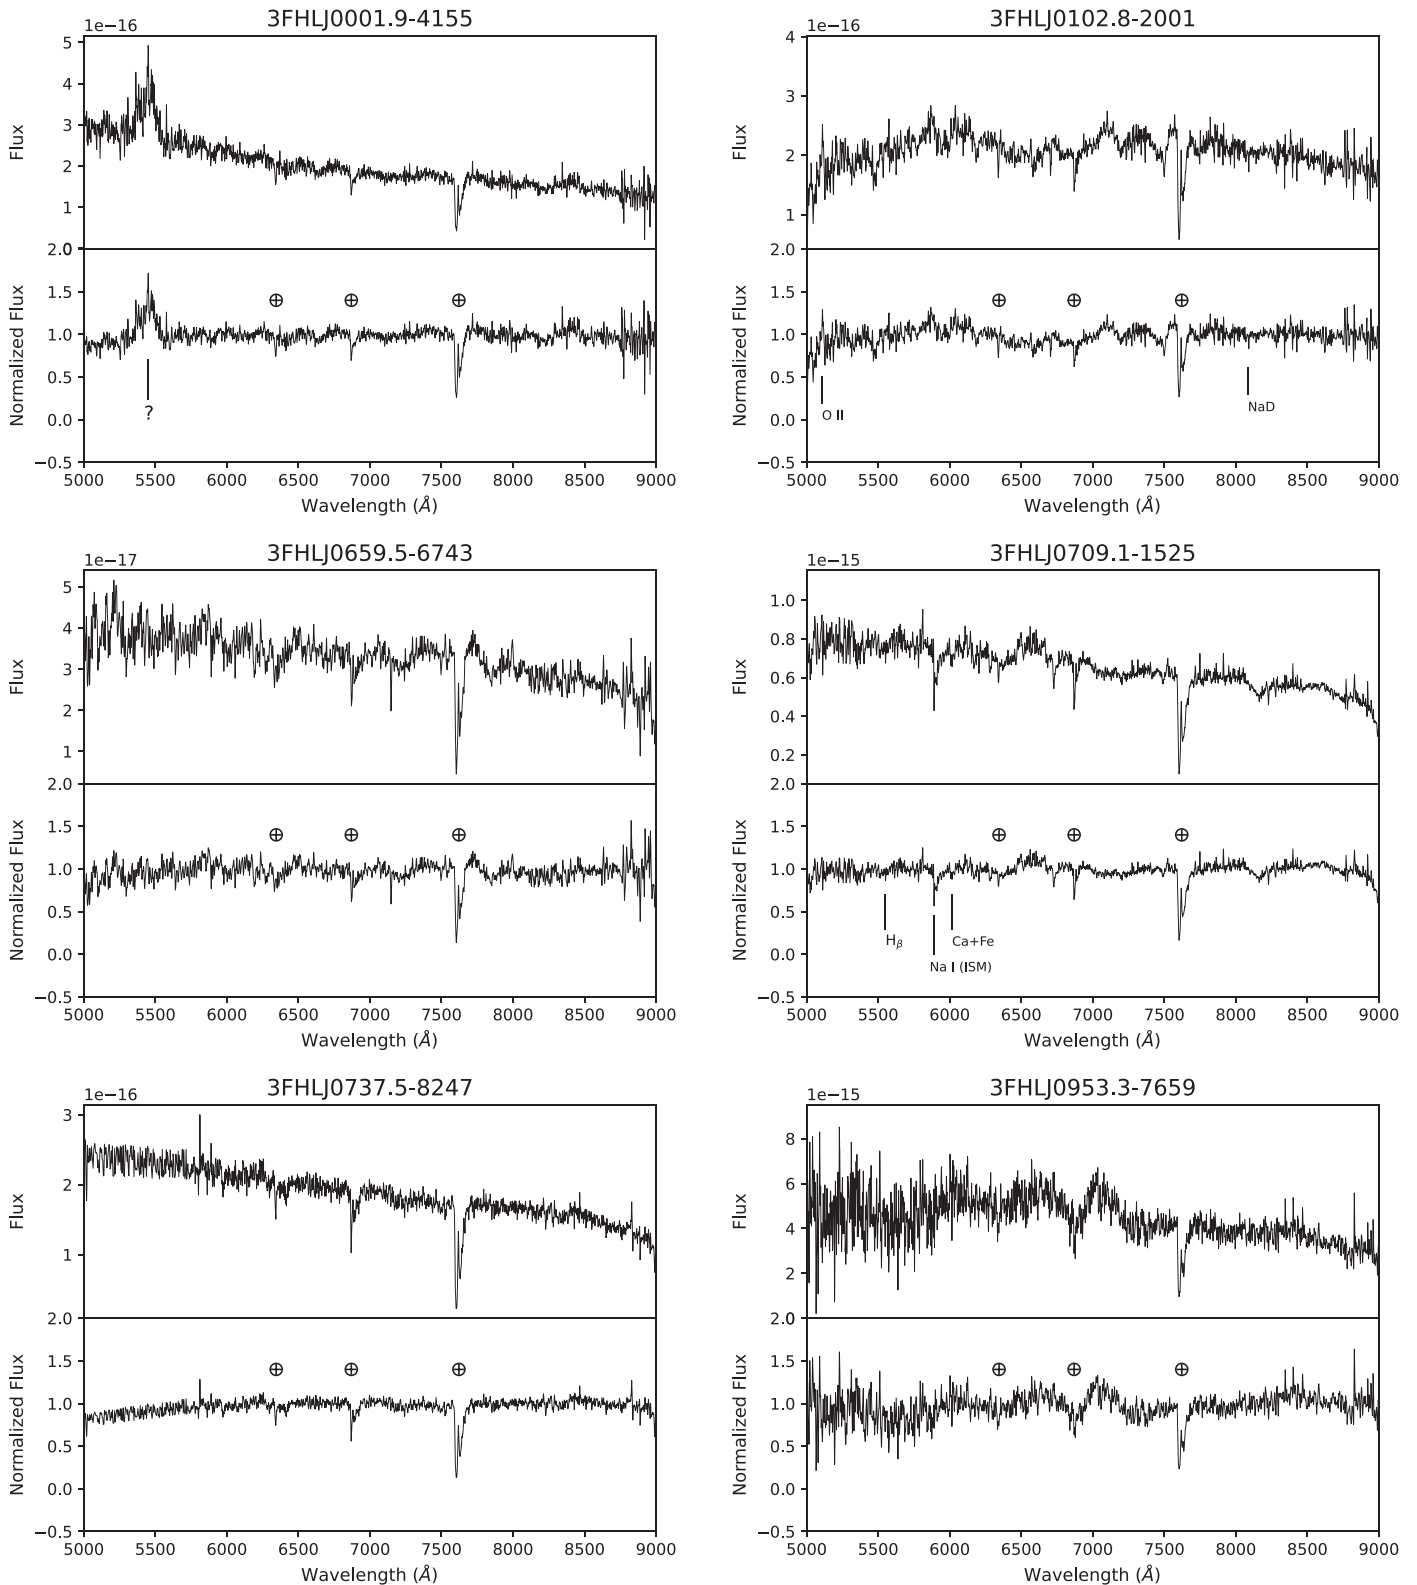 3FHLJ0001.9-4155
1e−16
5
4
3
2
1
0
Flux
2.0
1.5
1.0
0.5
0.0
−0.5
Normalized Flux
⊕ ⊕ ⊕
?
5000 5500 6000 6500 7000 7500 8000 8500 9000
Wavelength (Å)
3FHLJ0102.8-2001
1e−16
4
3
2
1
Flux
2.0
1.5
1.0
0.5
0.0
−0.5
Normalized Flux
⊕ ⊕ ⊕
O II
NaD
5000 5500 6000 6500 7000 7500 8000 8500 9000
Wavelength (Å)
3FHLJ0659.5-6743
1e−17
5
4
3
2
1
Flux
2.0
1.5
1.0
0.5
0.0
−0.5
Normalized Flux
⊕ ⊕ ⊕
5000 5500 6000 6500 7000 7500 8000 8500 9000
Wavelength (Å)
3FHLJ0709.1-1525
1e−15
1.0
0.8
0.6
0.4
0.2
Flux
2.0
1.5
1.0
0.5
0.0
−0.5
Normalized Flux
⊕ ⊕ ⊕
Hβ
Ca+Fe
Na I (ISM)
5000 5500 6000 6500 7000 7500 8000 8500 9000
Wavelength (Å)
3FHLJ0737.5-8247
1e−16
3
2
1
Flux
2.0
1.5
1.0
0.5
0.0
−0.5
Normalized Flux
⊕ ⊕ ⊕
5000 5500 6000 6500 7000 7500 8000 8500 9000
Wavelength (Å)
3FHLJ0953.3-7659
1e−15
8
6
4
2
0
Flux
2.0
1.5
1.0
0.5
0.0
−0.5
Normalized Flux
⊕ ⊕ ⊕
5000 5500 6000 6500 7000 7500 8000 8500 9000
Wavelength (Å)